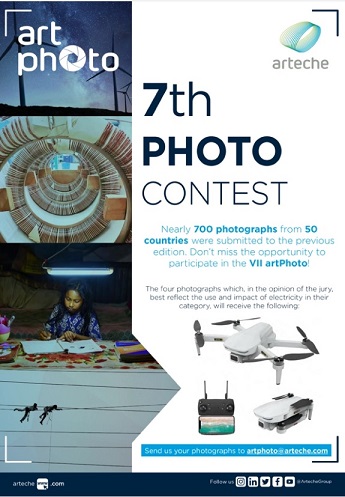 art
photo
arteche
7th
PHOTO
CONTEST
Nearly 700 photographs from 50
countries were submitted to the previous
edition. Don't miss the opportunity to
participate in the VII artPhoto!
The four photographs which, in the opinion of the jury,
best reflect the use and impact of electricity in their
category, will receive the following:
Send us your photographs to artphoto@arteche.com
arteche www .com
Follow us
@ArtecheGroup